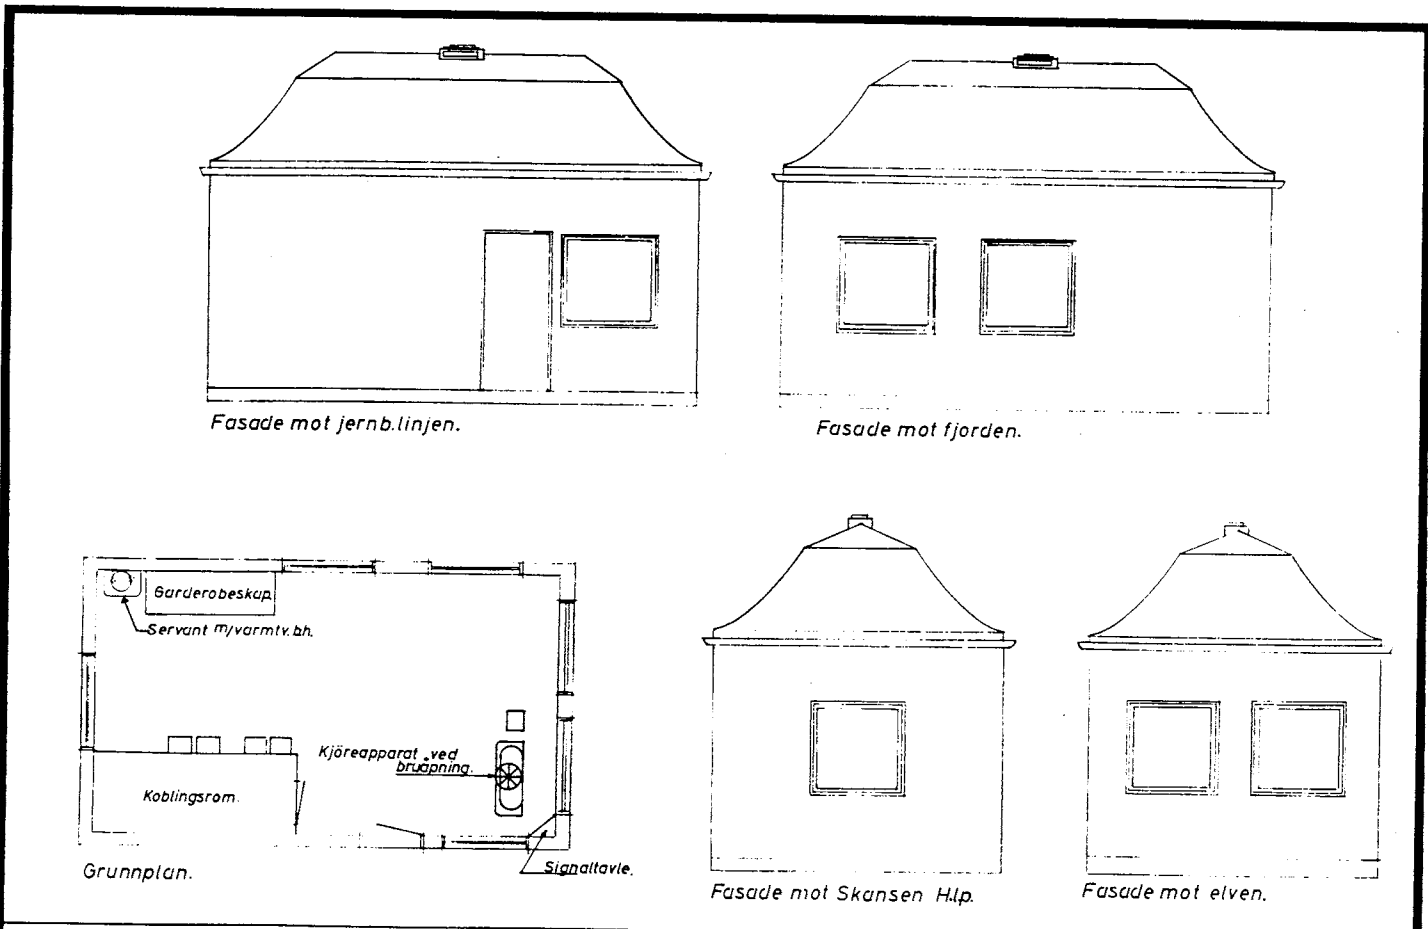 Fasade mot jernb.linjen.
Fasade mot fjorden.
Garderobeskap.
Servant m/varmtv.bh.
Kjöreapparat ved
bruåpning.
Koblingsrom.
Signaltavle.
Grunnplan.
Fasade mot Skansen H.lp.
Fasade mot elven.